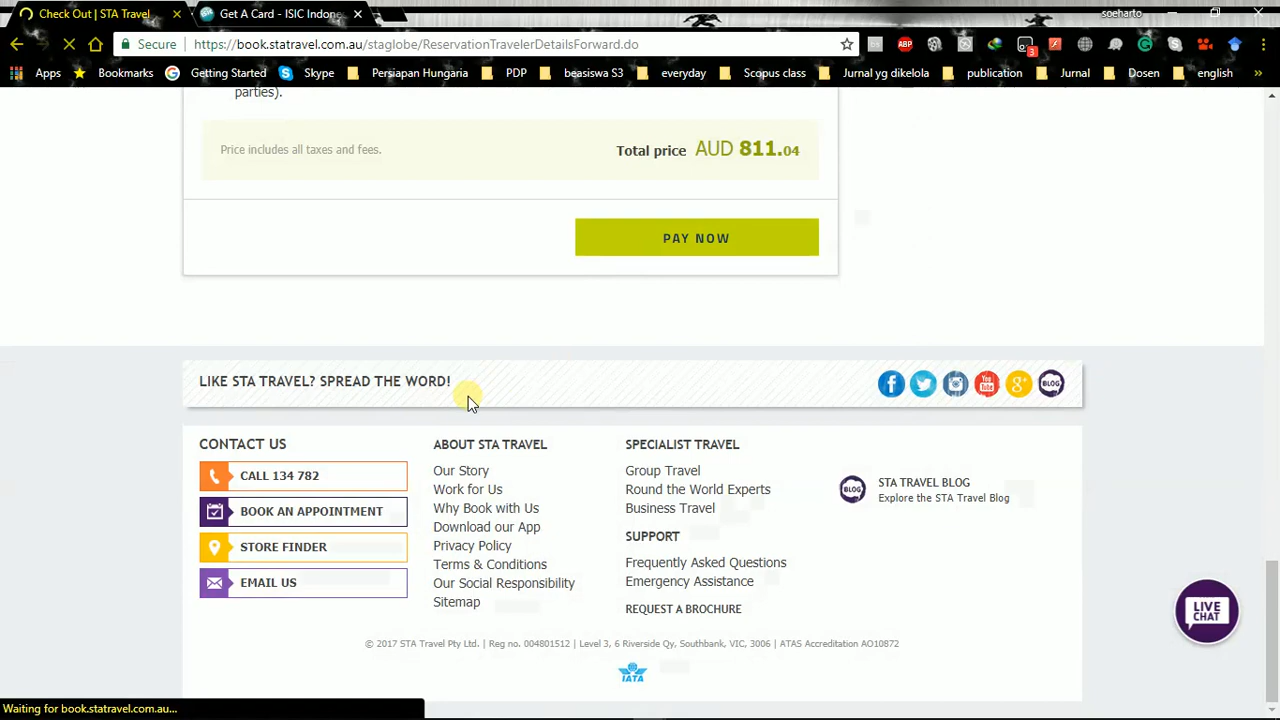 Check Out | STA Travel
Get A Card - ISIC Indone
soeharto
Secure
https://book.statravel.com.au/staglobe/ReservationTravelerDetailsForward.do
ABP
3
Apps
Bookmarks
Getting Started
Skype
Persiapan Hungaria
PDP
beasiswa S3
everyday
Scopus class
Jurnal yg dikelola
publication
Jurnal
Dosen
english
»
parties).
Price includes all taxes and fees.
Total price AUD 811.04
PAY NOW
LIKE STA TRAVEL? SPREAD THE WORD!
You Tube
g+
BLOG
CONTACT US
CALL 134 782
BOOK AN APPOINTMENT
STORE FINDER
EMAIL US
ABOUT STA TRAVEL
Our Story
Work for Us
Why Book with Us
Download our App
Privacy Policy
Terms & Conditions
Our Social Responsibility
Sitemap
SPECIALIST TRAVEL
Group Travel
Round the World Experts
Business Travel
SUPPORT
Frequently Asked Questions
Emergency Assistance
REQUEST A BROCHURE
BLOG
STA TRAVEL BLOG
Explore the STA Travel Blog
LIVE
CHAT
© 2017 STA Travel Pty Ltd. | Reg no. 004801512 | Level 3, 6 Riverside Qy, Southbank, VIC, 3006 | ATAS Accreditation AO10872
IATA
Waiting for book.statravel.com.au...